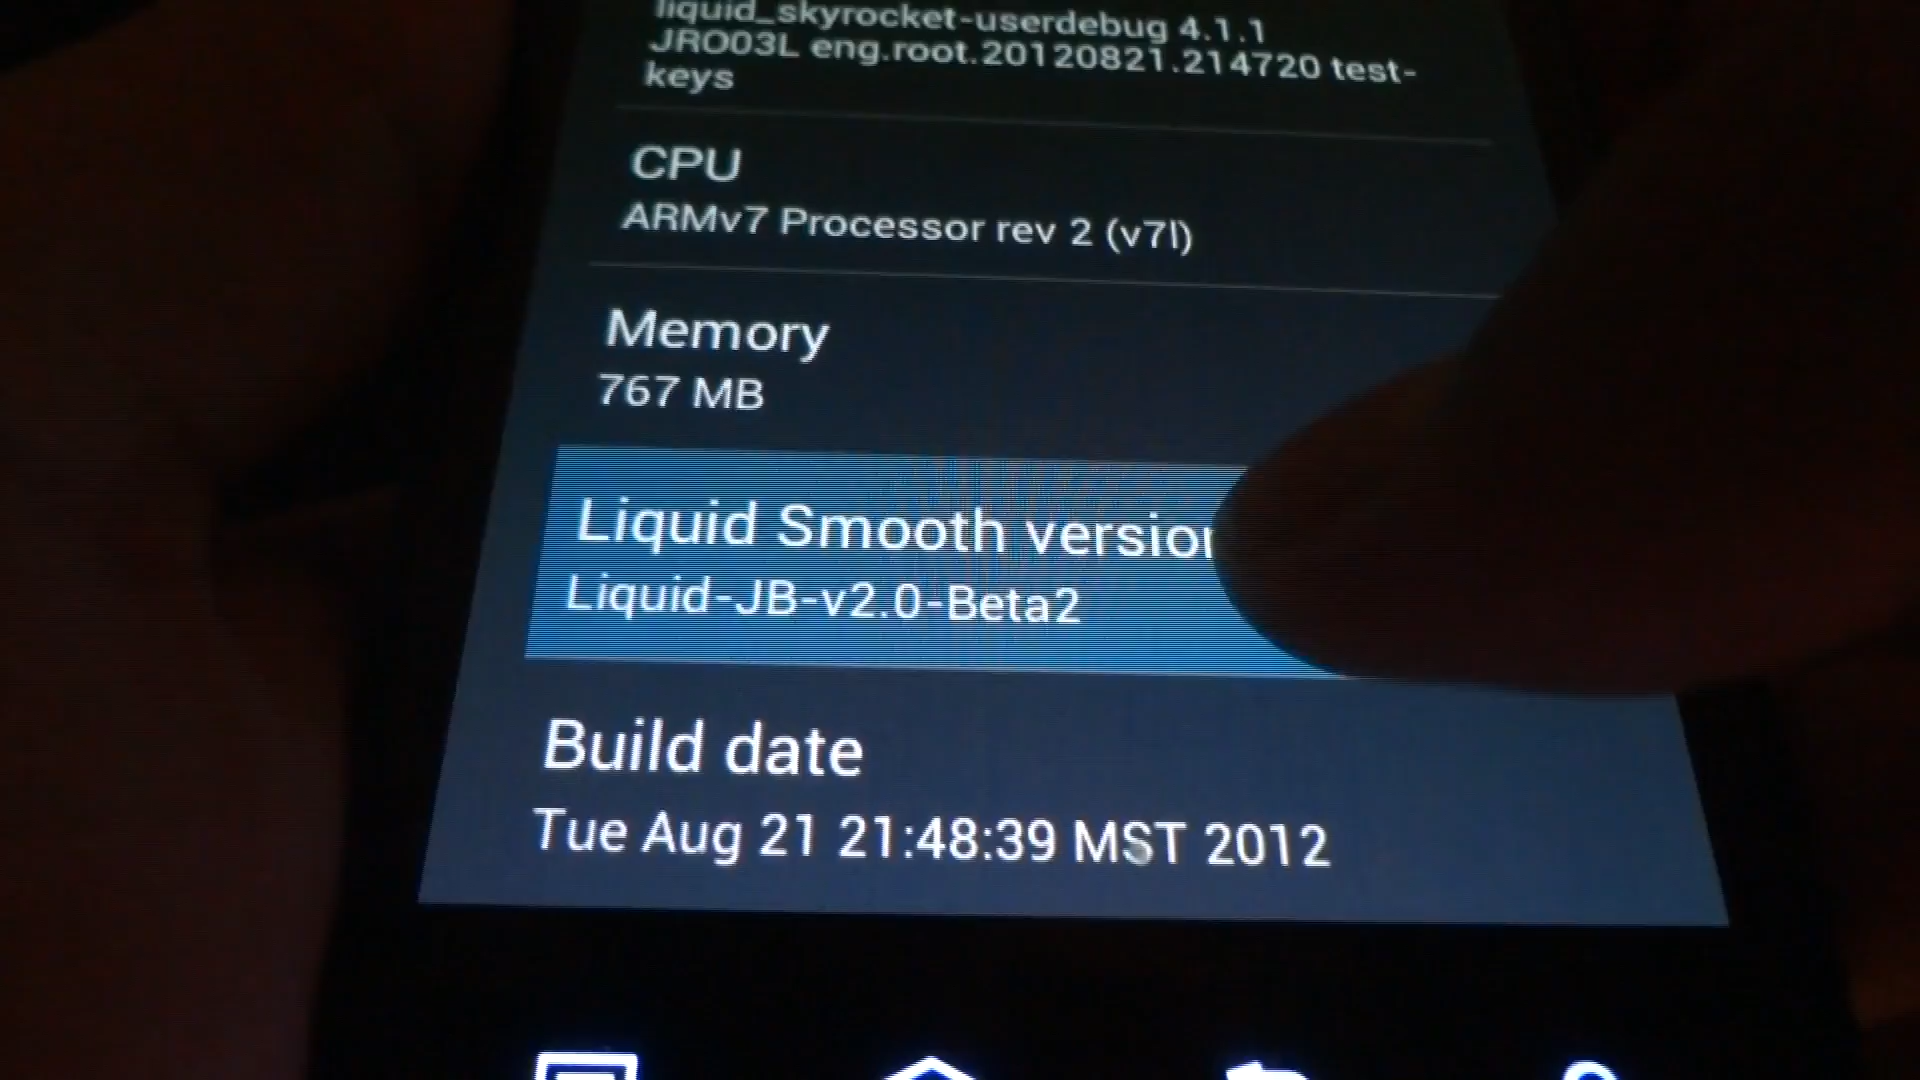 liquid_skyrocket-userdebug 4.1.1
JRO03L eng.root.20120821.214720 test-
keys
CPU
ARMv7 Processor rev 2 (v7l)
Memory
767 MB
Liquid Smooth version
Liquid-JB-v2.0-Beta2
Build date
Tue Aug 21 21:48:39 MST 2012